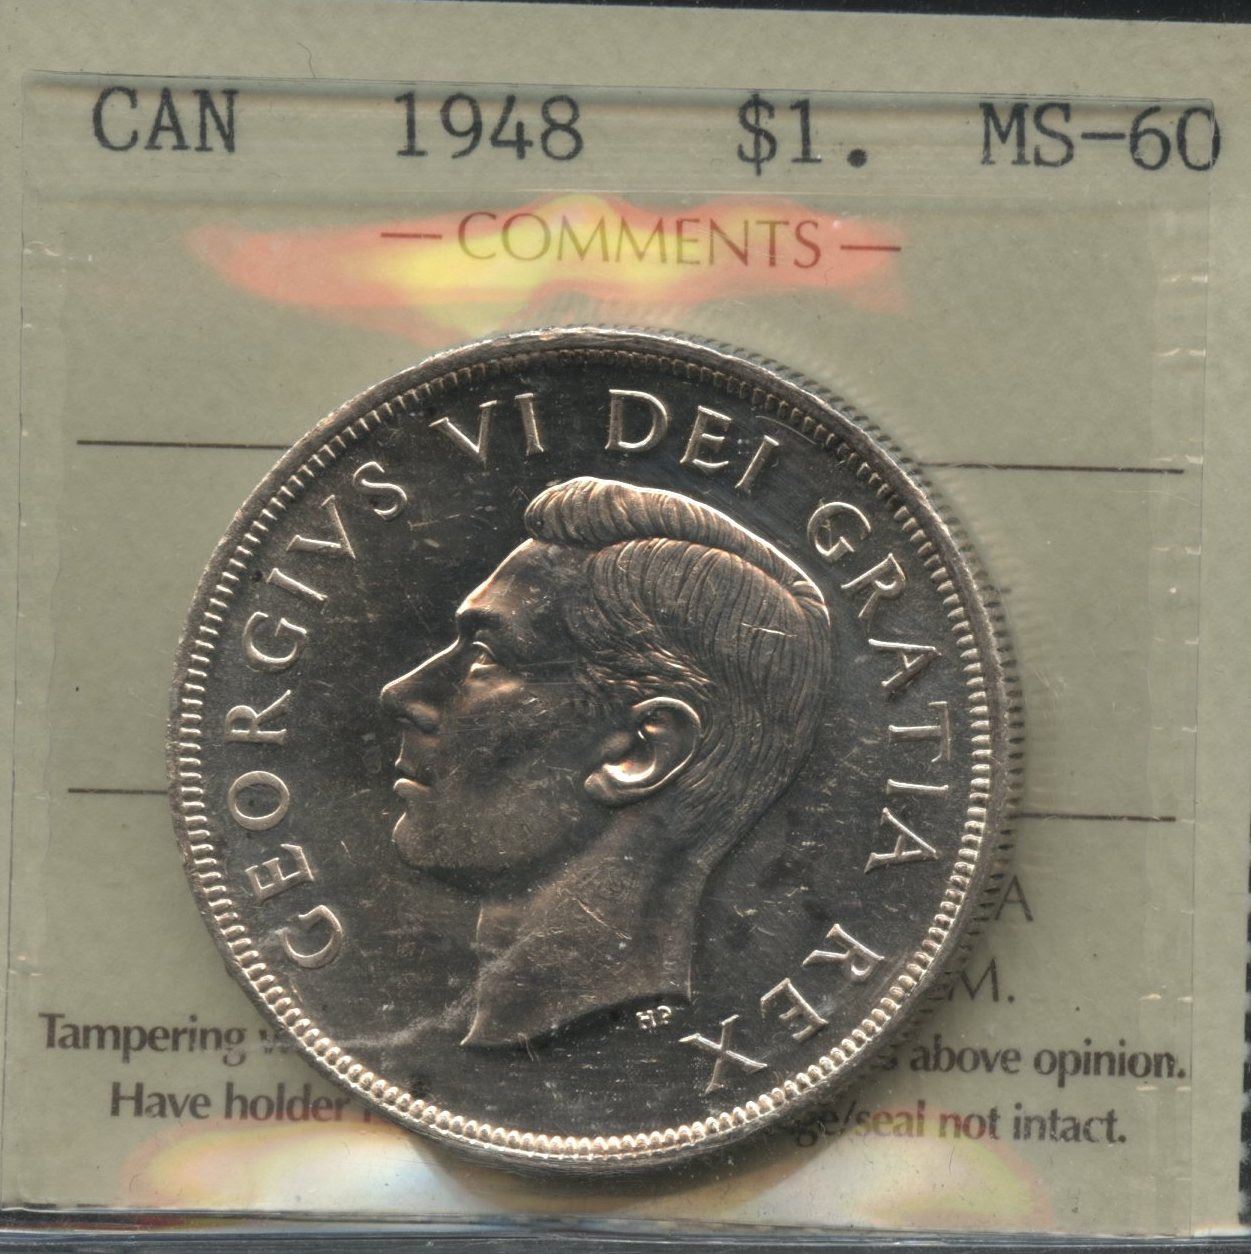 CAN 1948 $1. MS-60
— COMMENTS —
GEORGIVS VI DEI GRATIA REX
HP
A
M.
Tampering above opinion.
Have holder /seal not intact.